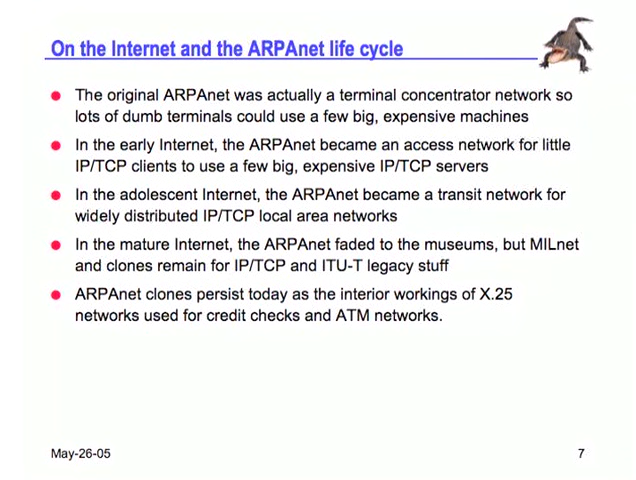 On the Internet and the ARPAnet life cycle
The original ARPAnet was actually a terminal concentrator network so
lots of dumb terminals could use a few big, expensive machines
In the early Internet, the ARPAnet became an access network for little
IP/TCP clients to use a few big, expensive IP/TCP servers
In the adolescent Internet, the ARPAnet became a transit network for
widely distributed IP/TCP local area networks
In the mature Internet, the ARPAnet faded to the museums, but MILnet
and clones remain for IP/TCP and ITU-T legacy stuff
ARPAnet clones persist today as the interior workings of X.25
networks used for credit checks and ATM networks.
May-26-05
7